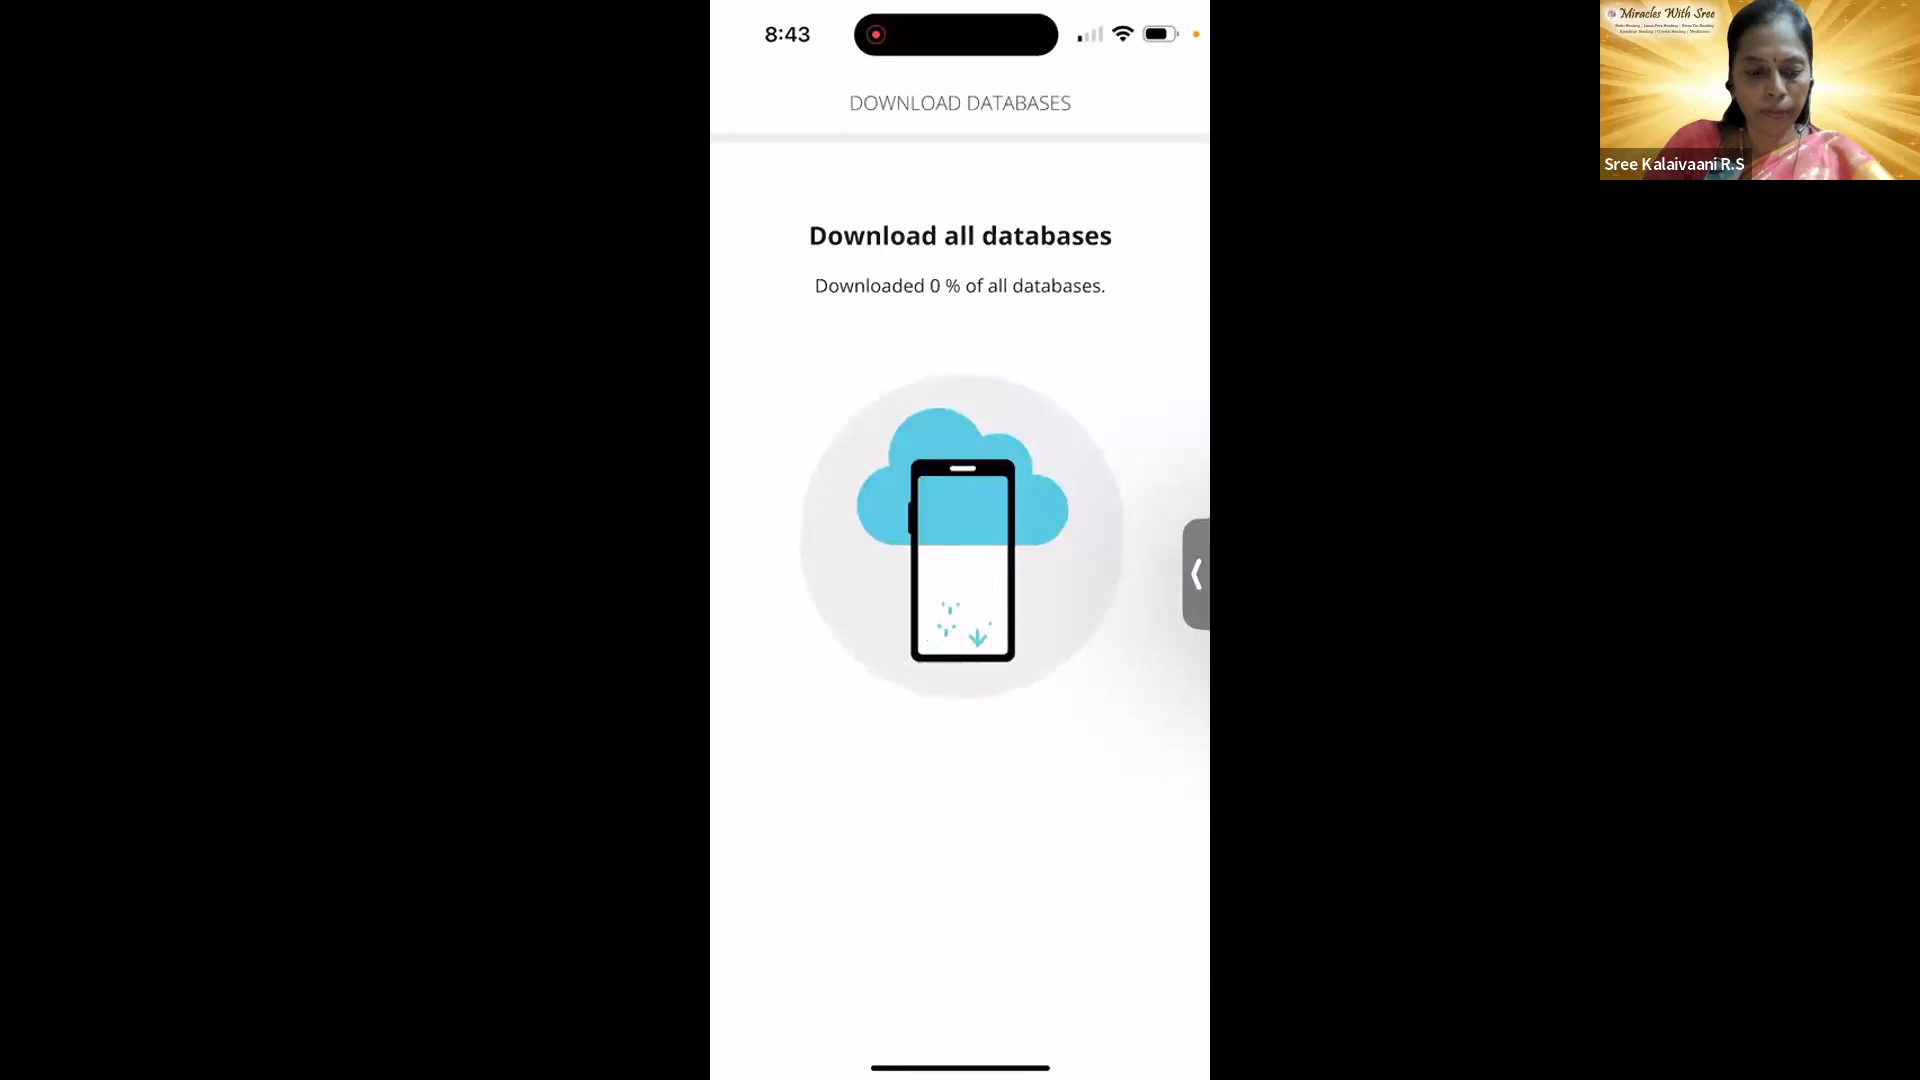 8:43
DOWNLOAD DATABASES
Download all databases
Downloaded 0 % of all databases.
Miracles With Sree
Sree Kalaivaani R.S